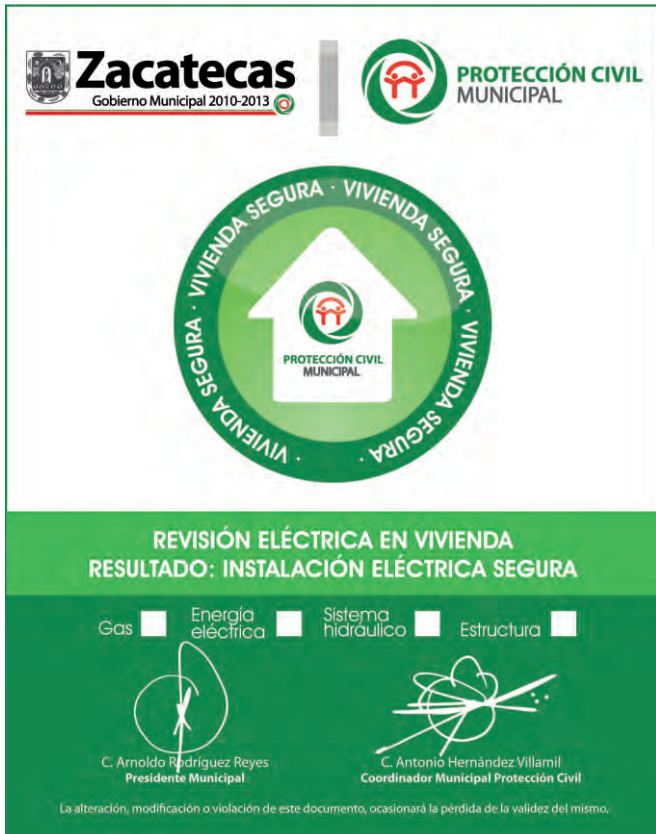 Zacatecas
Gobierno Municipal 2010-2013
PROTECCIÓN CIVIL
MUNICIPAL
VIVIENDA SEGURA · VIVIENDA SEGURA · VIVIENDA SEGURA · VIVIENDA SEGURA ·
PROTECCIÓN CIVIL
MUNICIPAL
REVISIÓN ELÉCTRICA EN VIVIENDA
RESULTADO: INSTALACIÓN ELÉCTRICA SEGURA
Gas
Energía
eléctrica
Sistema
hidráulico
Estructura
C. Arnoldo Rodríguez Reyes
Presidente Municipal
C. Antonio Hernández Villamil
Coordinador Municipal Protección Civil
La alteración, modificación o violación de este documento, ocasionará la pérdida de la validez del mismo.